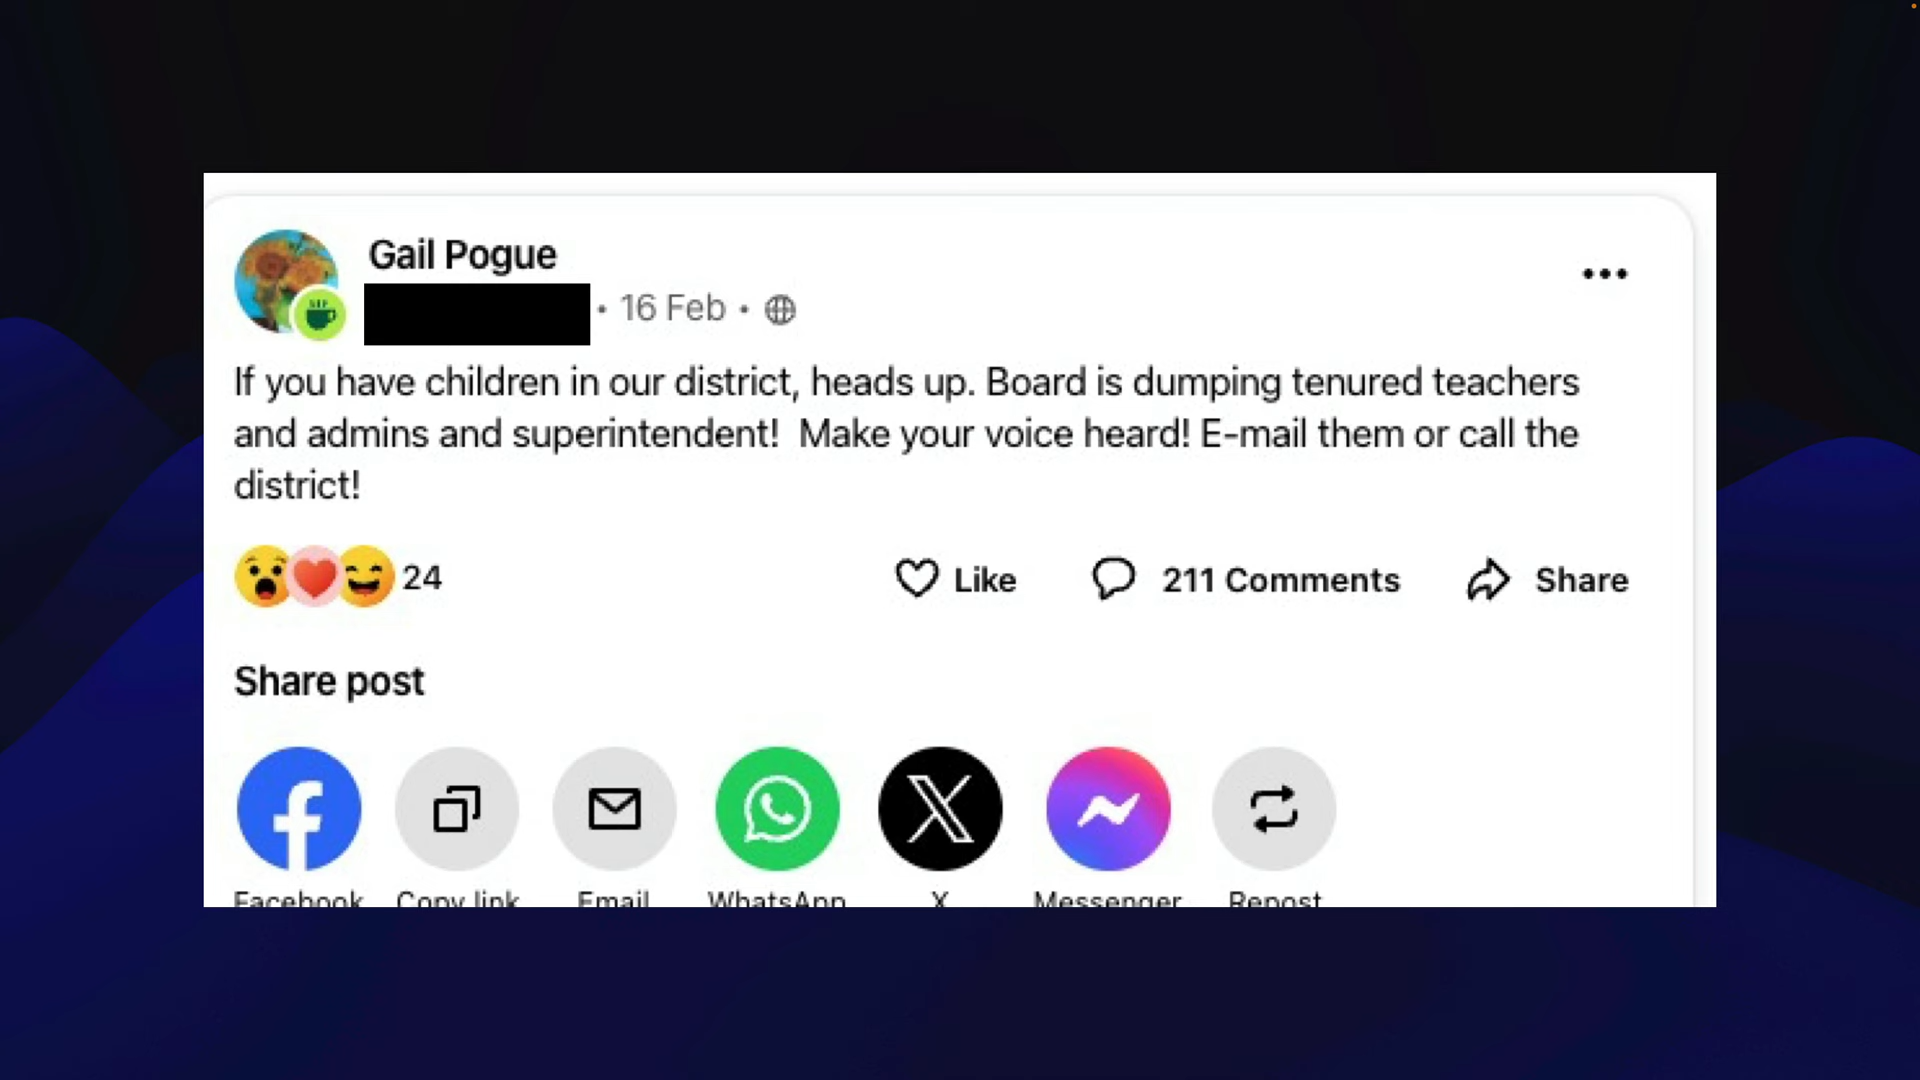 Gail Pogue
• 16 Feb •
If you have children in our district, heads up. Board is dumping tenured teachers
and admins and superintendent!  Make your voice heard! E-mail them or call the
district!
24 Like 211 Comments Share
Share post
Facebook Copy link Email WhatsApp X Messenger Repost